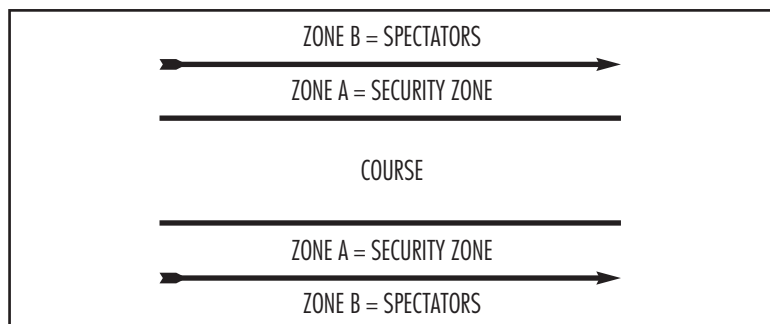 ZONE B = SPECTATORS
ZONE A = SECURITY ZONE
COURSE
ZONE A = SECURITY ZONE
ZONE B = SPECTATORS